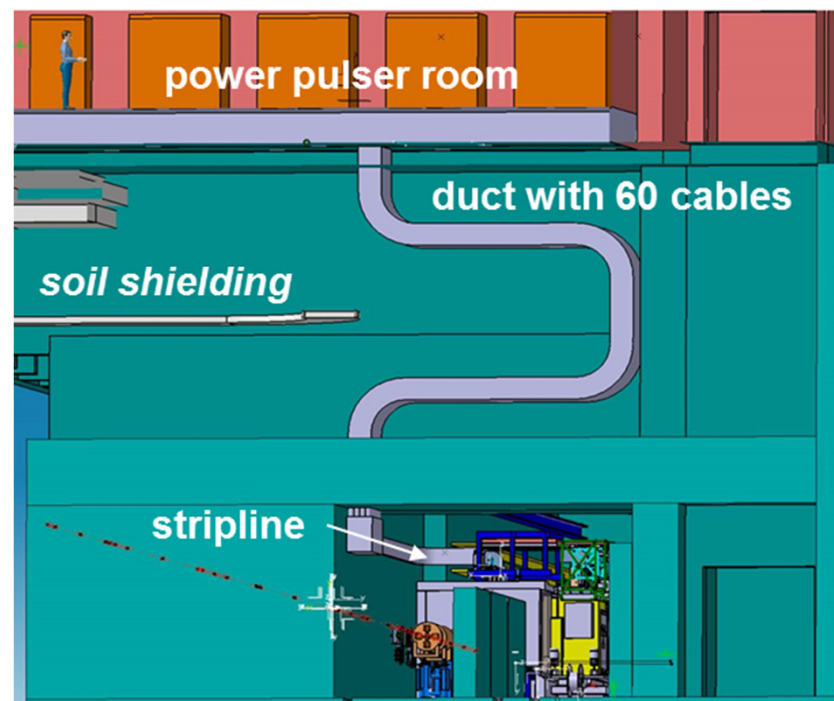 power pulser room
duct with 60 cables
soil shielding
stripline